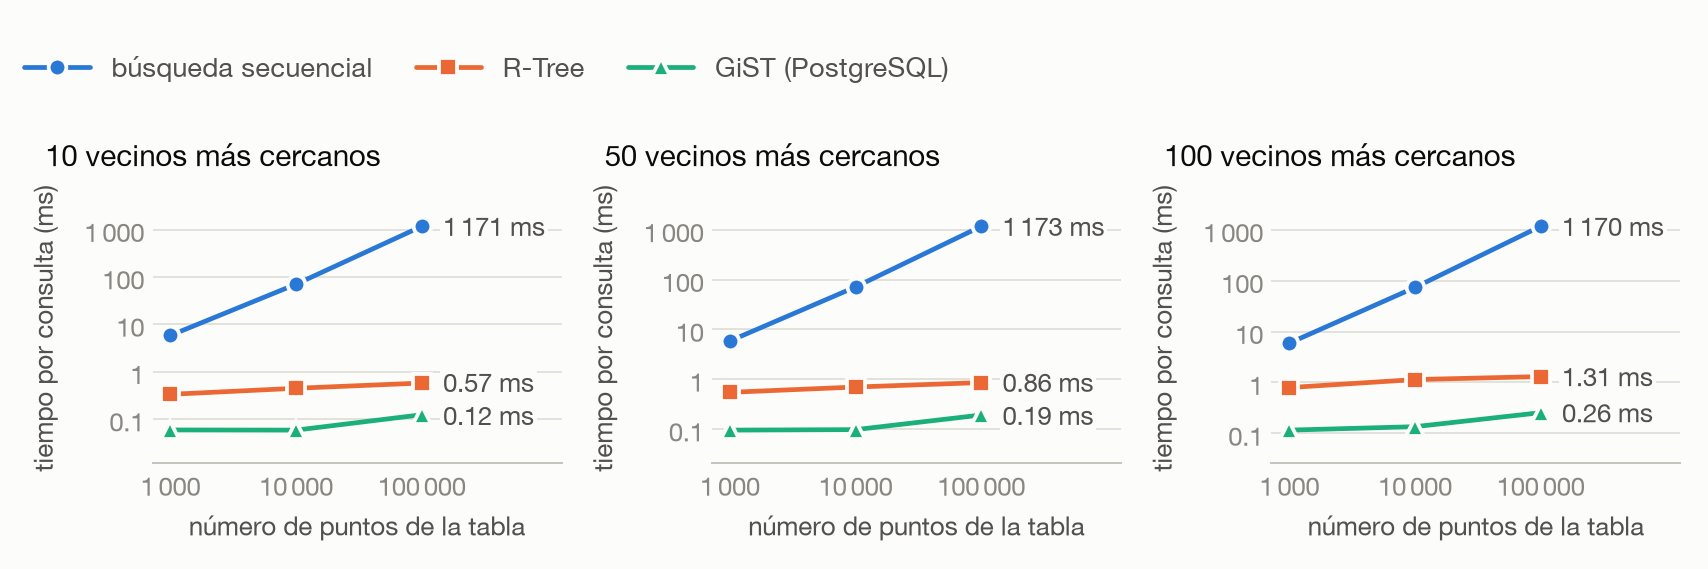 búsqueda secuencial
R-Tree
GiST (PostgreSQL)
10 vecinos más cercanos
tiempo por consulta (ms)
1 000
100
10
1
0.1
1 171 ms
0.57 ms
0.12 ms
1 000
10 000
100 000
número de puntos de la tabla
50 vecinos más cercanos
tiempo por consulta (ms)
1 000
100
10
1
0.1
1 173 ms
0.86 ms
0.19 ms
1 000
10 000
100 000
número de puntos de la tabla
100 vecinos más cercanos
tiempo por consulta (ms)
1 000
100
10
1
0.1
1 170 ms
1.31 ms
0.26 ms
1 000
10 000
100 000
número de puntos de la tabla